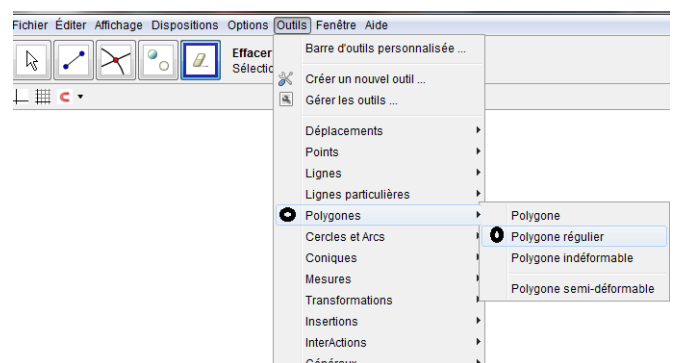 Fichier Éditer Affichage Dispositions Options Outils Fenêtre Aide
Effacer
Sélectic
Barre d'outils personnalisée ...
Créer un nouvel outil ...
Gérer les outils ...
Déplacements
Points
Lignes
Lignes particulières
Polygones
Cercles et Arcs
Coniques
Mesures
Transformations
Insertions
InterActions
Généraux
Polygone
Polygone régulier
Polygone indéformable
Polygone semi-déformable